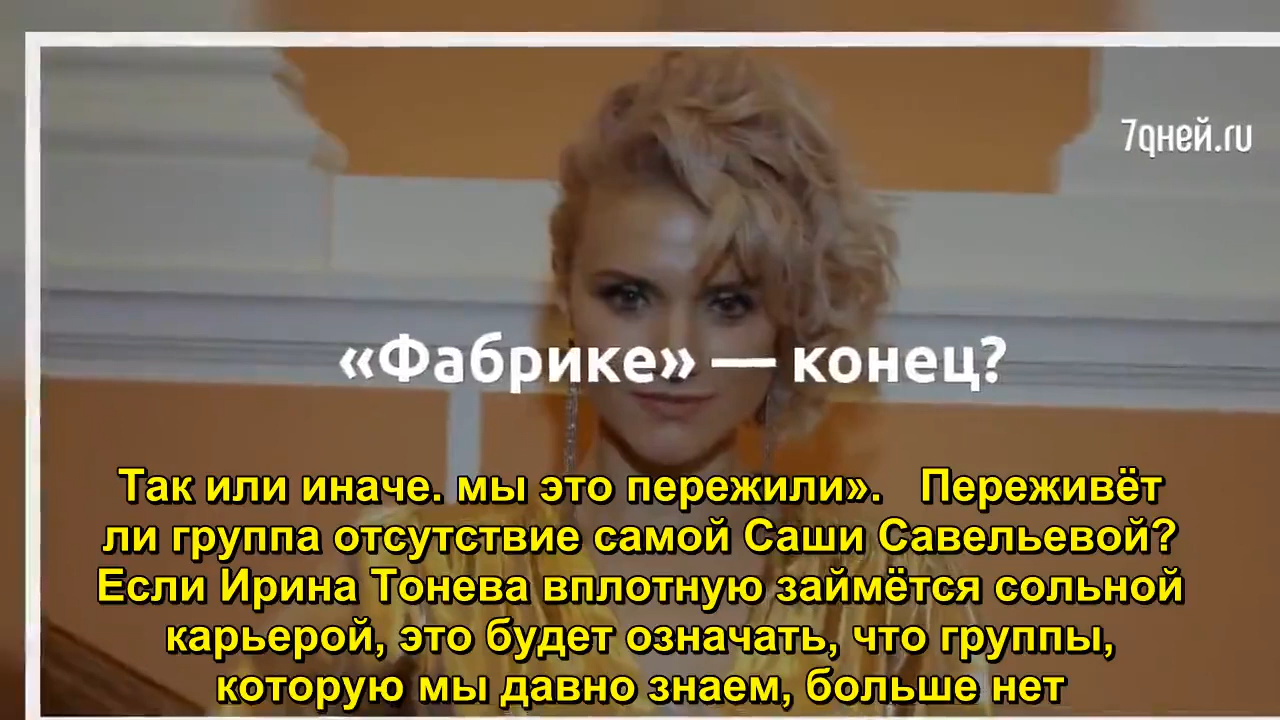 7дней.ru
«Фабрике» — конец?
Так или иначе. мы это пережили». Переживёт
ли группа отсутствие самой Саши Савельевой?
Если Ирина Тонева вплотную займётся сольной
карьерой, это будет означать, что группы,
которую мы давно знаем, больше нет